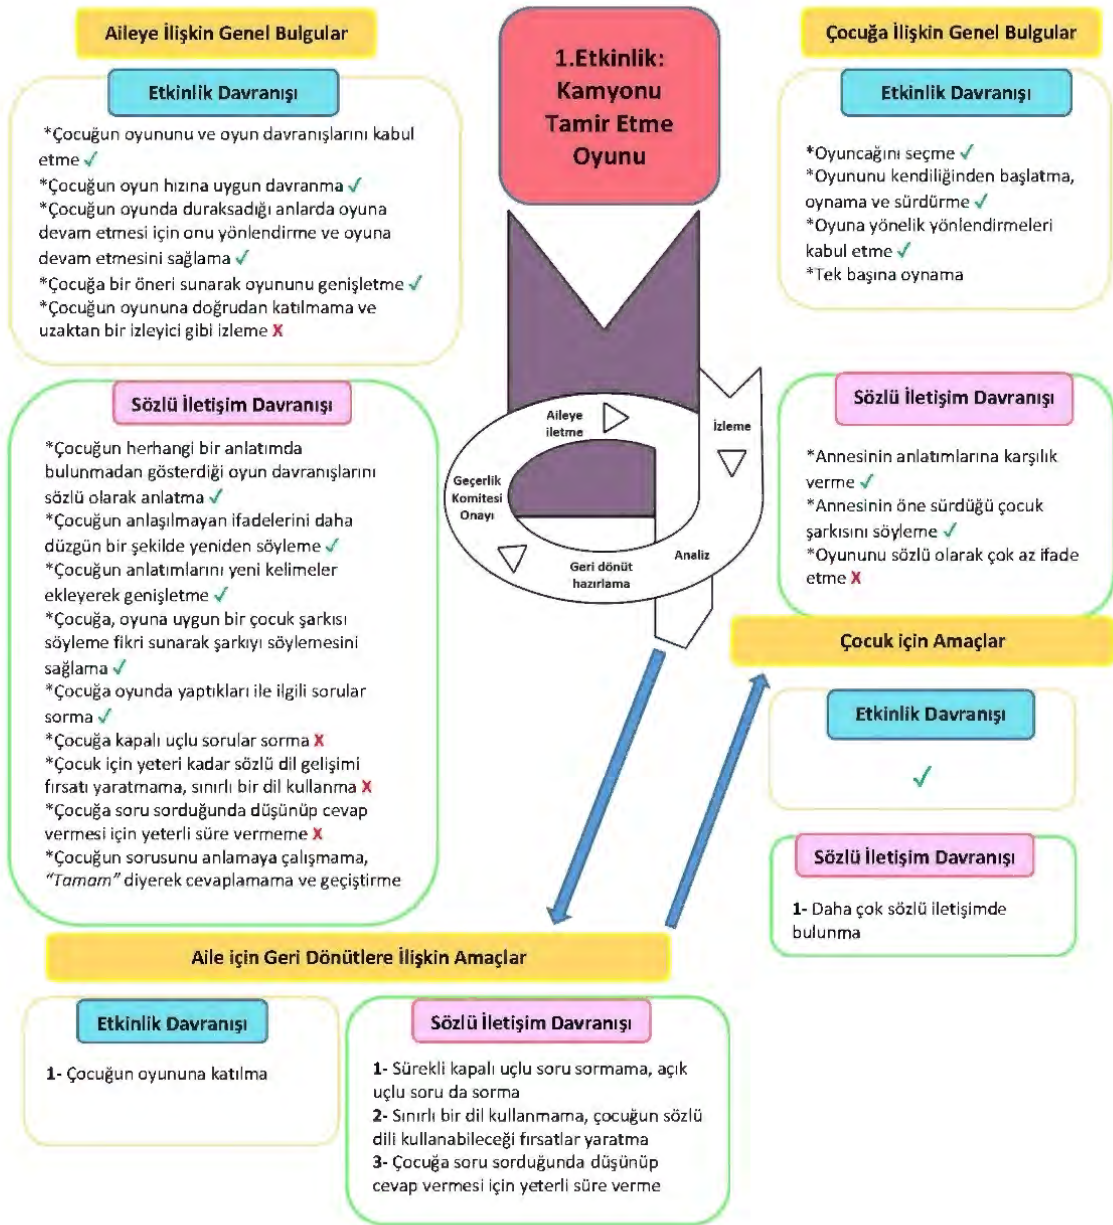 Aileye İlişkin Genel Bulgular
Etkinlik Davranışı
*Çocuğun oyununu ve oyun davranışlarını kabul
etme ✓
*Çocuğun oyun hızına uygun davranma ✓
*Çocuğun oyunda duraksadığı anlarda oyuna
devam etmesi için onu yönlendirme ve oyuna
devam etmesini sağlama ✓
*Çocuğa bir öneri sunarak oyununu genişletme ✓
*Çocuğun oyununa doğrudan katılmama ve
uzaktan bir izleyici gibi izleme X
Sözlü İletişim Davranışı
*Çocuğun herhangi bir anlatımda
bulunmadan gösterdiği oyun davranışlarını
sözlü olarak anlatma ✓
*Çocuğun anlaşılmayan ifadelerini daha
düzgün bir şekilde yeniden söyleme ✓
*Çocuğun anlatımlarını yeni kelimeler
ekleyerek genişletme ✓
*Çocuğa, oyuna uygun bir çocuk şarkısı
söyleme fikri sunarak şarkıyı söylemesini
sağlama ✓
*Çocuğa oyunda yaptıkları ile ilgili sorular
sorma ✓
*Çocuğa kapalı uçlu sorular sorma X
*Çocuk için yeteri kadar sözlü dil gelişimi
fırsatı yaratmama, sınırlı bir dil kullanma X
*Çocuğa soru sorduğunda düşünüp cevap
vermesi için yeterli süre vermeme X
*Çocuğun sorusunu anlamaya çalışmama,
"Tamam" diyerek cevaplamama ve geçiştirme
1.Etkinlik:
Kamyonu
Tamir Etme
Oyunu
Aileye
iletme
İzleme
Geçerlik
Komitesi
Onayı
Analiz
Geri dönüt
hazırlama
Çocuğa İlişkin Genel Bulgular
Etkinlik Davranışı
*Oyuncağını seçme ✓
*Oyununu kendiliğinden başlatma,
oynama ve sürdürme ✓
*Oyuna yönelik yönlendirmeleri
kabul etme ✓
*Tek başına oynama
Sözlü İletişim Davranışı
*Annesinin anlatımlarına karşılık
verme ✓
*Annesinin öne sürdüğü çocuk
şarkısını söyleme ✓
*Oyununu sözlü olarak çok az ifade
etme X
Çocuk için Amaçlar
Etkinlik Davranışı
✓
Sözlü İletişim Davranışı
1- Daha çok sözlü iletişimde
bulunma
Aile için Geri Dönütlere İlişkin Amaçlar
Etkinlik Davranışı
1- Çocuğun oyununa katılma
Sözlü İletişim Davranışı
1- Sürekli kapalı uçlu soru sormama, açık
uçlu soru da sorma
2- Sınırlı bir dil kullanmama, çocuğun sözlü
dili kullanabileceği fırsatlar yaratma
3- Çocuğa soru sorduğunda düşünüp
cevap vermesi için yeterli süre verme